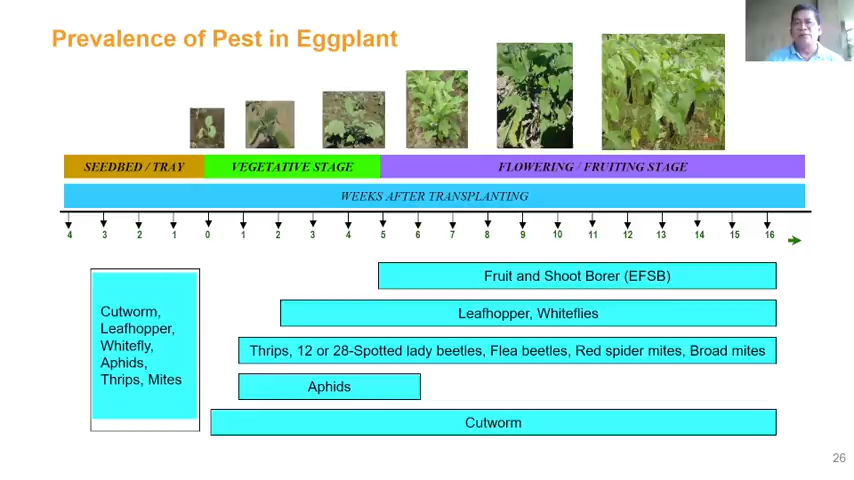 Prevalence of Pest in Eggplant
SEEDBED / TRAY
VEGETATIVE STAGE
FLOWERING / FRUITING STAGE
WEEKS AFTER TRANSPLANTING
4 3 2 1 0 1 2 3 4 5 6 7 8 9 10 11 12 13 14 15 16
Cutworm,
Leafhopper,
Whitefly,
Aphids,
Thrips, Mites
Fruit and Shoot Borer (EFSB)
Leafhopper, Whiteflies
Thrips, 12 or 28-Spotted lady beetles, Flea beetles, Red spider mites, Broad mites
Aphids
Cutworm
26